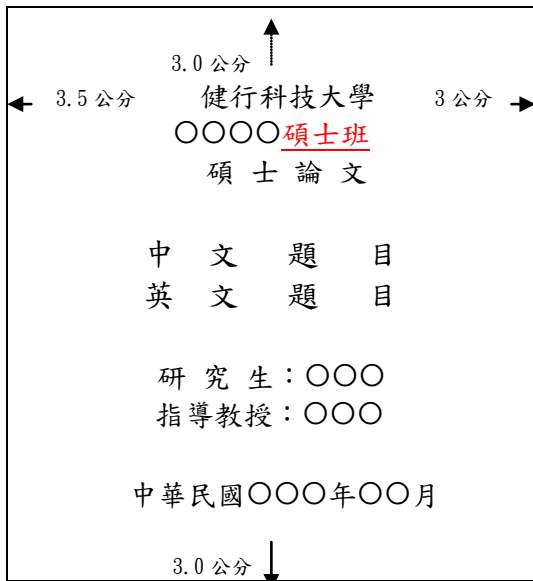 3.0 公分
3.5 公分 健行科技大學 3 公分
○○○○碩士班
碩 士 論 文
中 文 題 目
英 文 題 目
研 究 生：○○○
指導教授：○○○
中華民國○○○年○○月
3.0 公分